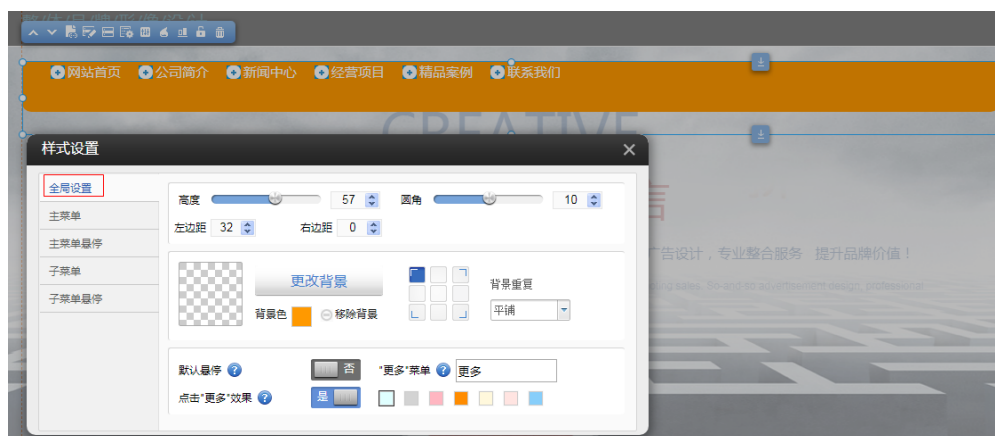 网站首页 公司简介 新闻中心 经营项目 精品案例 联系我们
CREATIVE
样式设置
全局设置
主菜单
主菜单悬停
子菜单
子菜单悬停
高度 57 圆角 10
左边距 32 右边距 0
更改背景
背景色 移除背景
背景重复
平铺
默认悬停 ? 否 "更多"菜单 ? 更多
点击"更多"效果 ? 是
言
广告设计，专业整合服务 提升品牌价值！